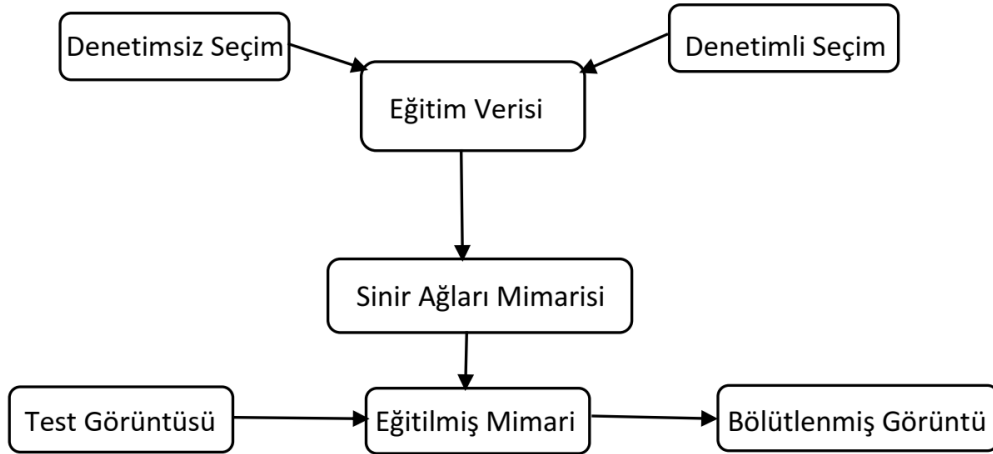 Denetimsiz Seçim
Denetimli Seçim
Eğitim Verisi
Sinir Ağları Mimarisi
Test Görüntüsü
Eğitilmiş Mimari
Bölütlenmiş Görüntü